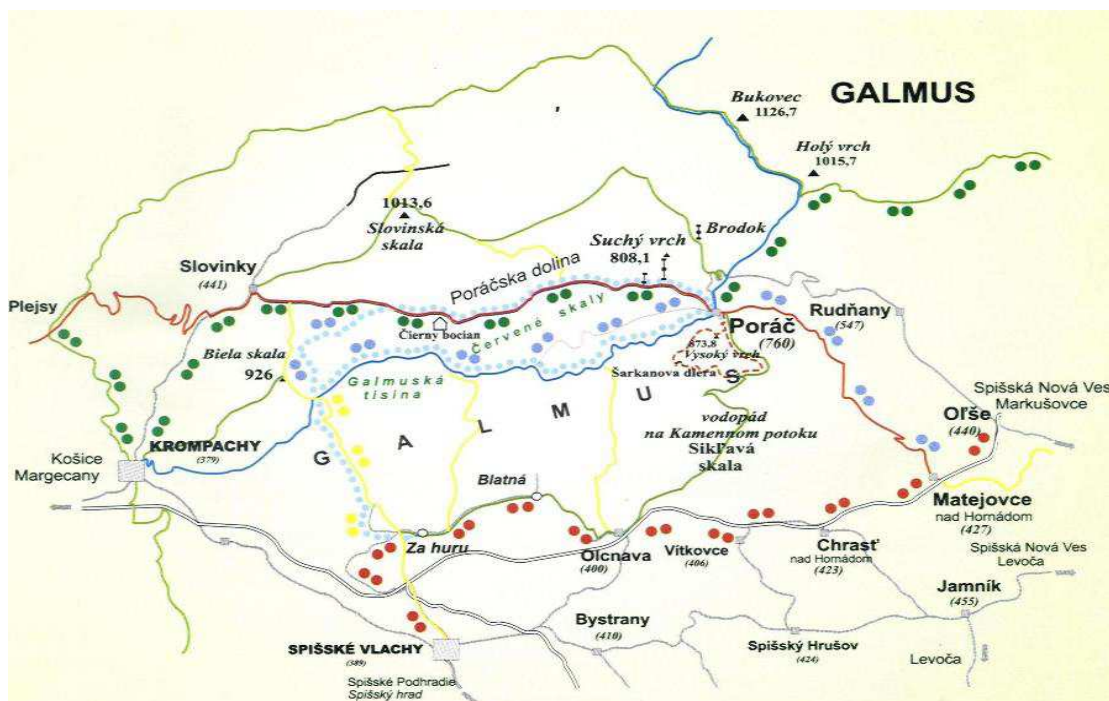 GALMUS
Bukovec
1126,7
Holý vrch
1015,7
1013,6
Slovinská
skala
Brodok
Suchý vrch
808,1
Poráčska dolina
Slovinky
(441)
Plejsy
Čierny bocian
Červené skaly
Rudňany
(547)
Poráč
(760)
873,8
Vysoký vrch
Šarkanova diera
Biela skala
926
Galmuská
tisina
G A L M U S
vodopád
na Kamennom potoku
Sikľavá
skala
Spišská Nová Ves
Markušovce
Oľše
(440)
KROMPACHY
(379)
Košice
Margecany
Blatná
Za huru
Olcnava
(400)
Vítkovce
(406)
Chrasť
nad Hornádom
(423)
Matejovce
nad Hornádom
(427)
Spišská Nová Ves
Levoča
Jamník
(455)
Bystrany
(410)
Spišský Hrušov
(424)
Levoča
SPIŠSKÉ VLACHY
(389)
Spišské Podhradie
Spišský hrad